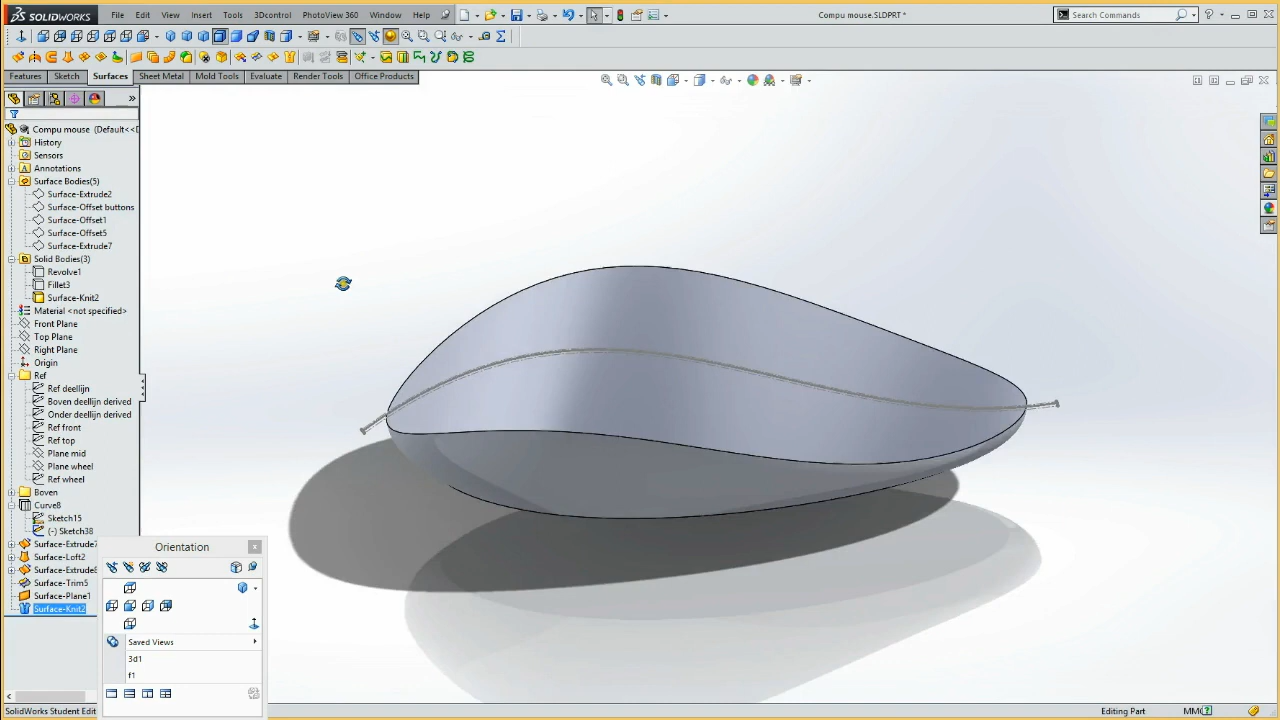 SOLIDWORKS File Edit View Insert Tools 3Dcontrol PhotoView 360 Window Help Compu mouse.SLDPRT * Search Commands
Features Sketch Surfaces Sheet Metal Mold Tools Evaluate Render Tools Office Products
Compu mouse (Default<<D
History
Sensors
Annotations
Surface Bodies(5)
Surface-Extrude2
Surface-Offset buttons
Surface-Offset1
Surface-Offset5
Surface-Extrude7
Solid Bodies(3)
Revolve1
Fillet3
Surface-Knit2
Material <not specified>
Front Plane
Top Plane
Right Plane
Origin
Ref
Ref deellijn
Boven deellijn derived
Onder deellijn derived
Ref front
Ref top
Plane mid
Plane wheel
Ref wheel
Boven
Curve8
Sketch15
(-) Sketch38
Surface-Extrude7
Surface-Loft2
Surface-Extrude8
Surface-Trim5
Surface-Plane1
Surface-Knit2
Orientation
Saved Views
3d1
f1
SolidWorks Student Edit
Editing Part